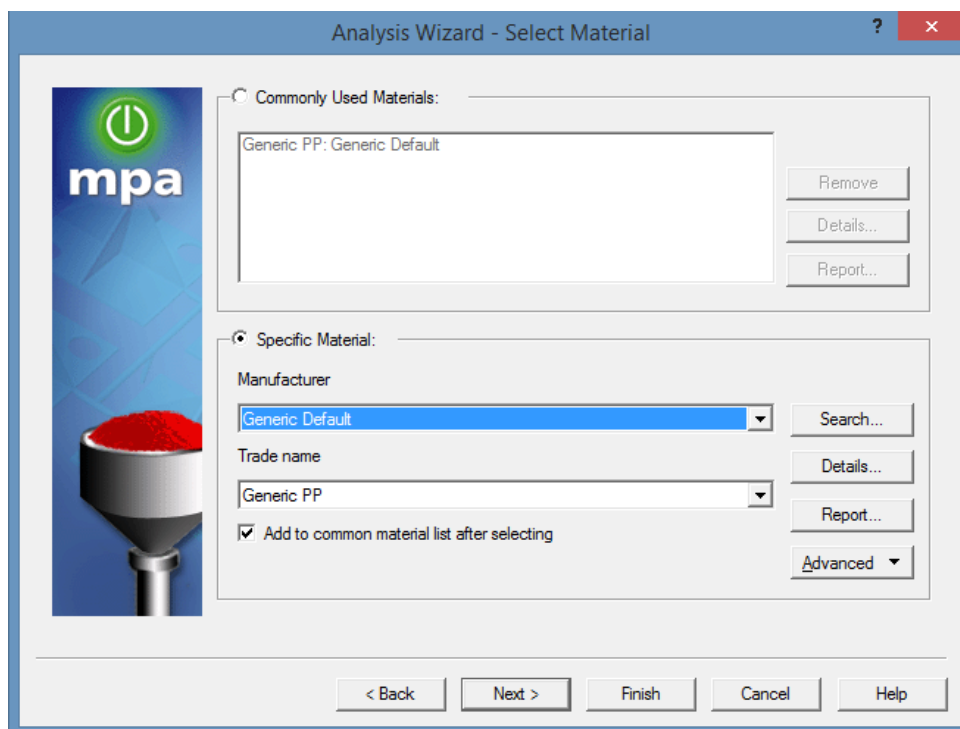 Analysis Wizard - Select Material
?
mpa
Commonly Used Materials:
Generic PP: Generic Default
Remove
Details...
Report...
Specific Material:
Manufacturer
Generic Default
Search...
Trade name
Details...
Generic PP
Report...
Add to common material list after selecting
Advanced
< Back Next > Finish Cancel Help